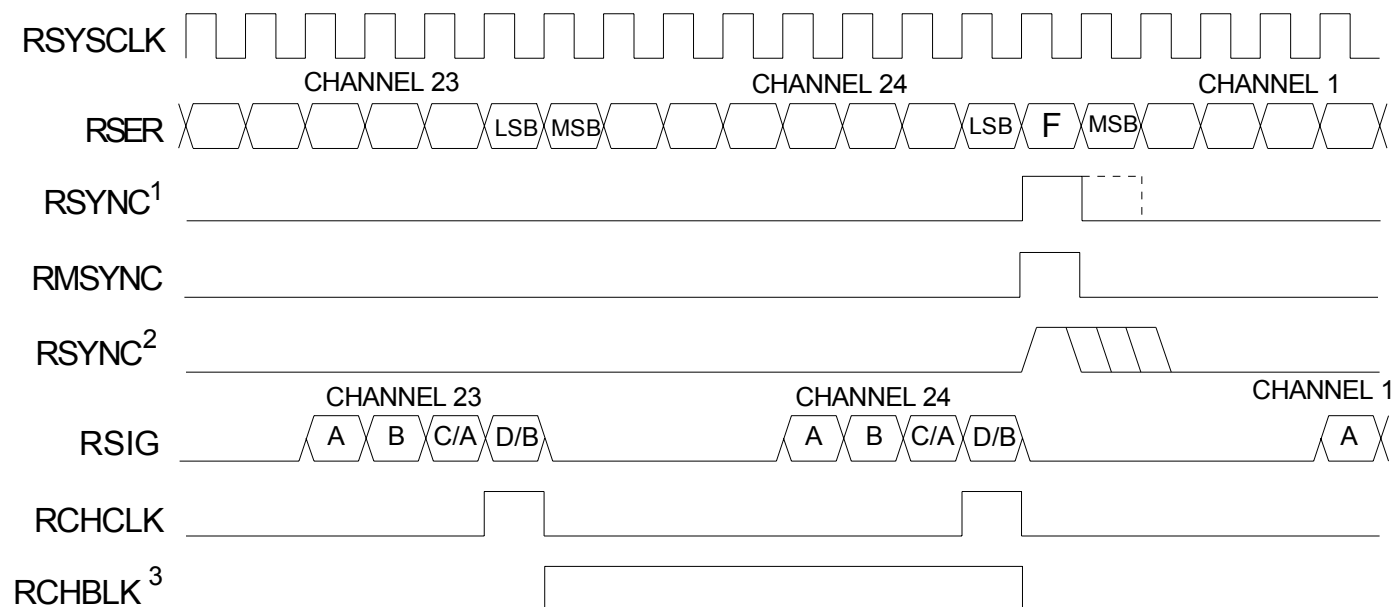 RSYSCLK
CHANNEL 23 CHANNEL 24 CHANNEL 1
RSER LSB MSB LSB F MSB
RSYNC1
RMSYNC
RSYNC2
CHANNEL 23 CHANNEL 24 CHANNEL 1
RSIG A B C/A D/B A B C/A D/B A
RCHCLK
RCHBLK 3